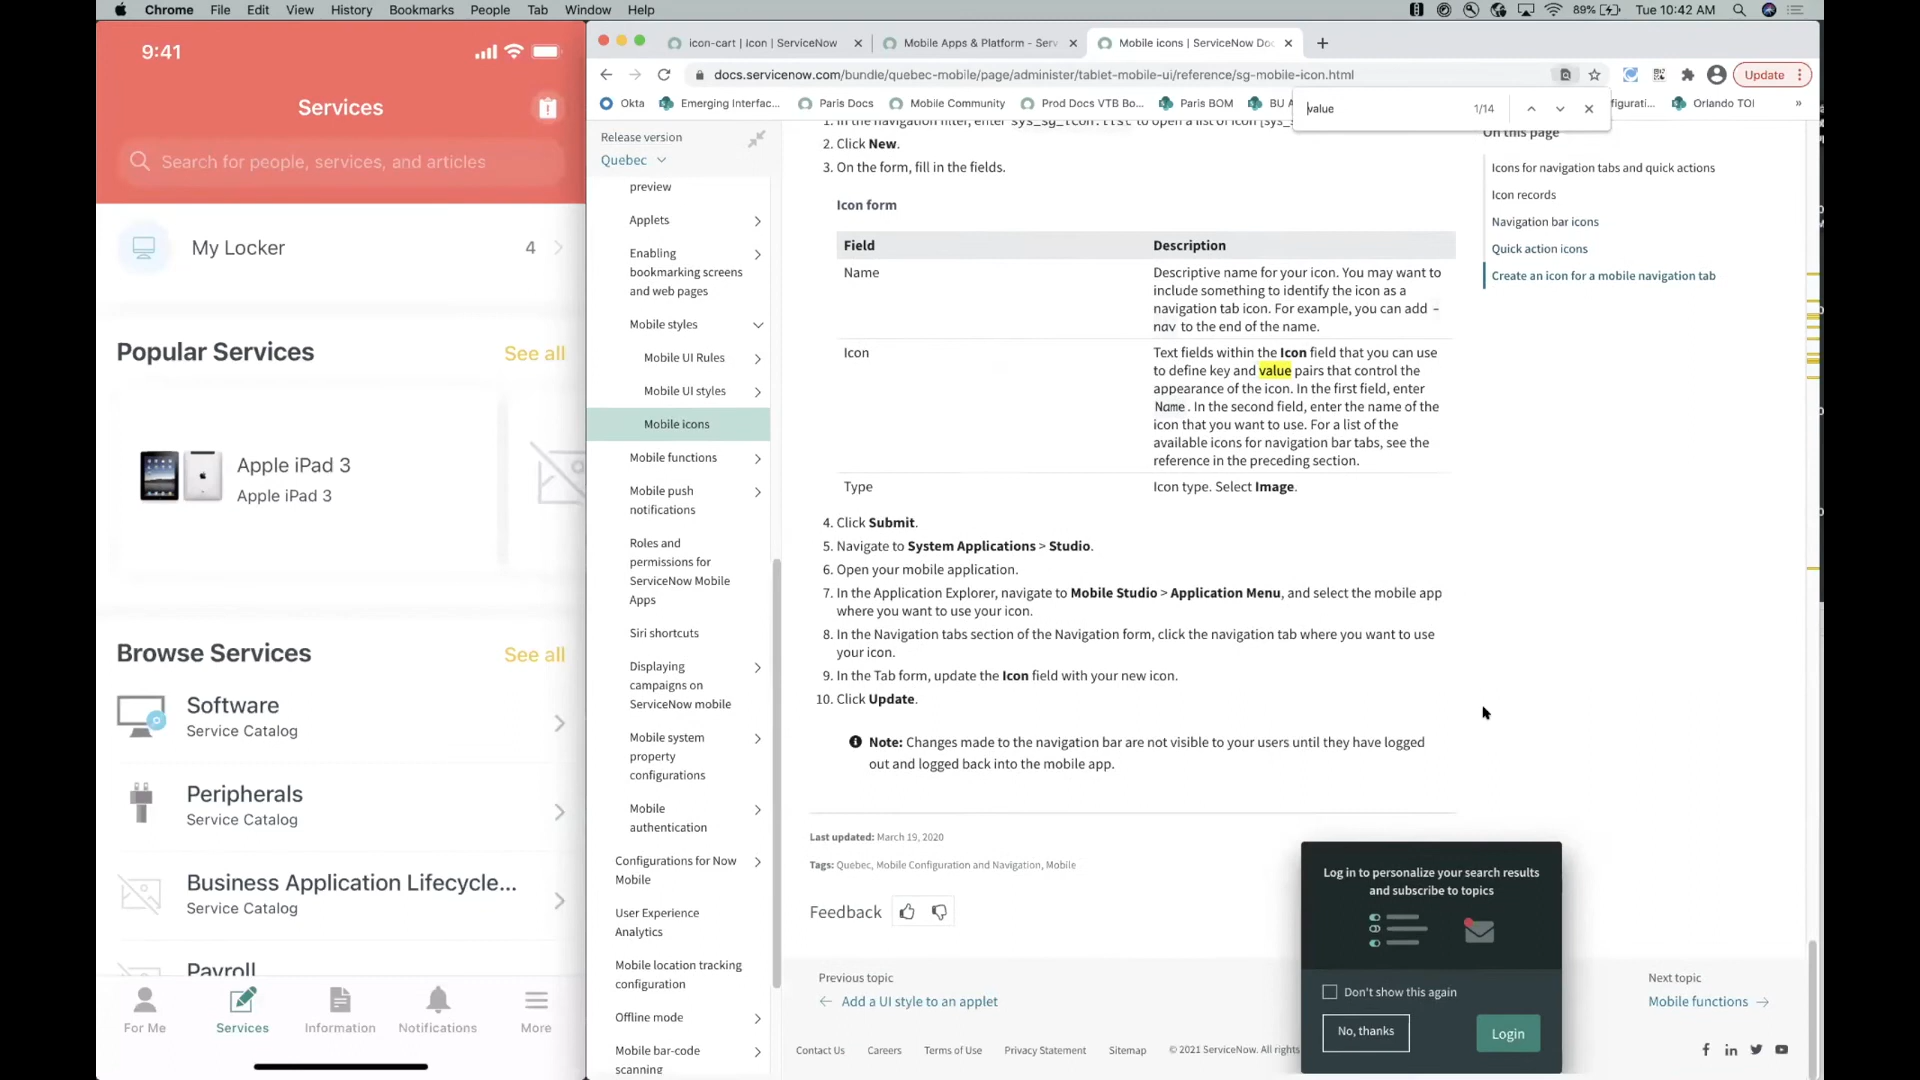 Chrome File Edit View History Bookmarks People Tab Window Help
89% Tue 10:42 AM
icon-cart | Icon | ServiceNow
Mobile Apps & Platform - Serv
Mobile icons | ServiceNow Doc
docs.servicenow.com/bundle/quebec-mobile/page/administer/tablet-mobile-ui/reference/sg-mobile-icon.html
Update
Okta
Emerging Interfac...
Paris Docs
Mobile Community
Prod Docs VTB Bo...
Paris BOM
BU A
figurati...
Orlando TOI
»
value
1/14
9:41
Services
Search for people, services, and articles
My Locker 4
Popular Services See all
Apple iPad 3
Apple iPad 3
Browse Services See all
Software
Service Catalog
Peripherals
Service Catalog
Business Application Lifecycle...
Service Catalog
Payroll
For Me
Services
Information
Notifications
More
Release version
Quebec
preview
Applets
Enabling
bookmarking screens
and web pages
Mobile styles
Mobile UI Rules
Mobile UI styles
Mobile icons
Mobile functions
Mobile push
notifications
Roles and
permissions for
ServiceNow Mobile
Apps
Siri shortcuts
Displaying
campaigns on
ServiceNow mobile
Mobile system
property
configurations
Mobile
authentication
Configurations for Now
Mobile
User Experience
Analytics
Mobile location tracking
configuration
Offline mode
Mobile bar-code
scanning
1. In the navigation filter, enter sys_sg_icon.list to open a list of Icon [sys_s
2. Click New.
3. On the form, fill in the fields.
Icon form
Field Description
Name Descriptive name for your icon. You may want to
include something to identify the icon as a
navigation tab icon. For example, you can add -
nav to the end of the name.
Icon Text fields within the Icon field that you can use
to define key and value pairs that control the
appearance of the icon. In the first field, enter
Name. In the second field, enter the name of the
icon that you want to use. For a list of the
available icons for navigation bar tabs, see the
reference in the preceding section.
Type Icon type. Select Image.
4. Click Submit.
5. Navigate to System Applications > Studio.
6. Open your mobile application.
7. In the Application Explorer, navigate to Mobile Studio > Application Menu, and select the mobile app
where you want to use your icon.
8. In the Navigation tabs section of the Navigation form, click the navigation tab where you want to use
your icon.
9. In the Tab form, update the Icon field with your new icon.
10. Click Update.
Note: Changes made to the navigation bar are not visible to your users until they have logged
out and logged back into the mobile app.
Last updated: March 19, 2020
Tags: Quebec, Mobile Configuration and Navigation, Mobile
Feedback
Previous topic
Add a UI style to an applet
Next topic
Mobile functions
Contact Us Careers Terms of Use Privacy Statement Sitemap © 2021 ServiceNow. All rights
On this page
Icons for navigation tabs and quick actions
Icon records
Navigation bar icons
Quick action icons
Create an icon for a mobile navigation tab
Log in to personalize your search results
and subscribe to topics
Don't show this again
No, thanks
Login